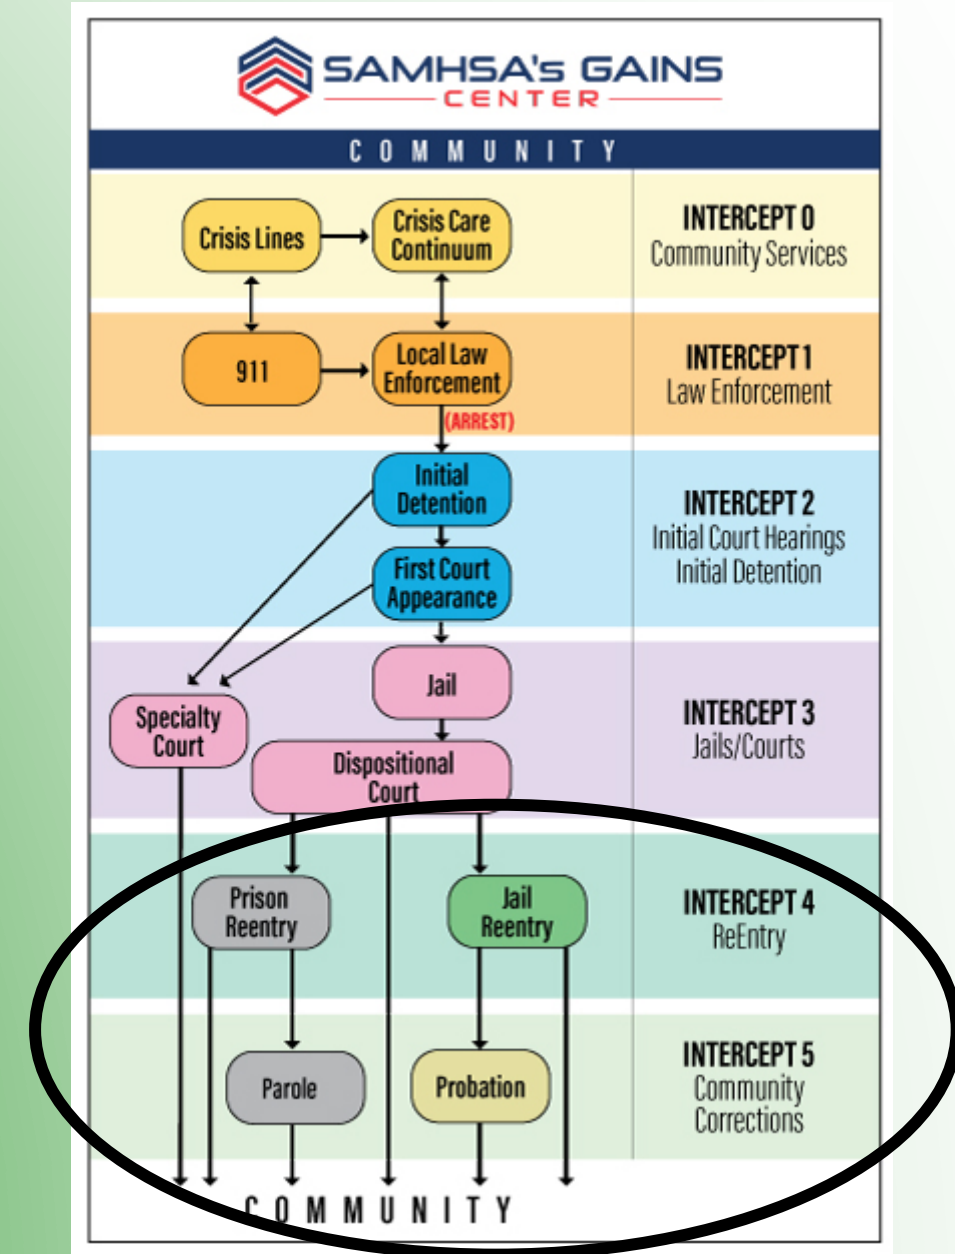 SAMHSA's GAINS
CENTER
COMMUNITY
Crisis Lines
Crisis Care
Continuum
INTERCEPT 0
Community Services
911
Local Law
Enforcement
(ARREST)
INTERCEPT 1
Law Enforcement
Initial
Detention
First Court
Appearance
INTERCEPT 2
Initial Court Hearings
Initial Detention
Jail
Specialty
Court
Dispositional
Court
INTERCEPT 3
Jails/Courts
Prison
Reentry
Jail
Reentry
INTERCEPT 4
ReEntry
Parole
Probation
INTERCEPT 5
Community
Corrections
COMMUNITY